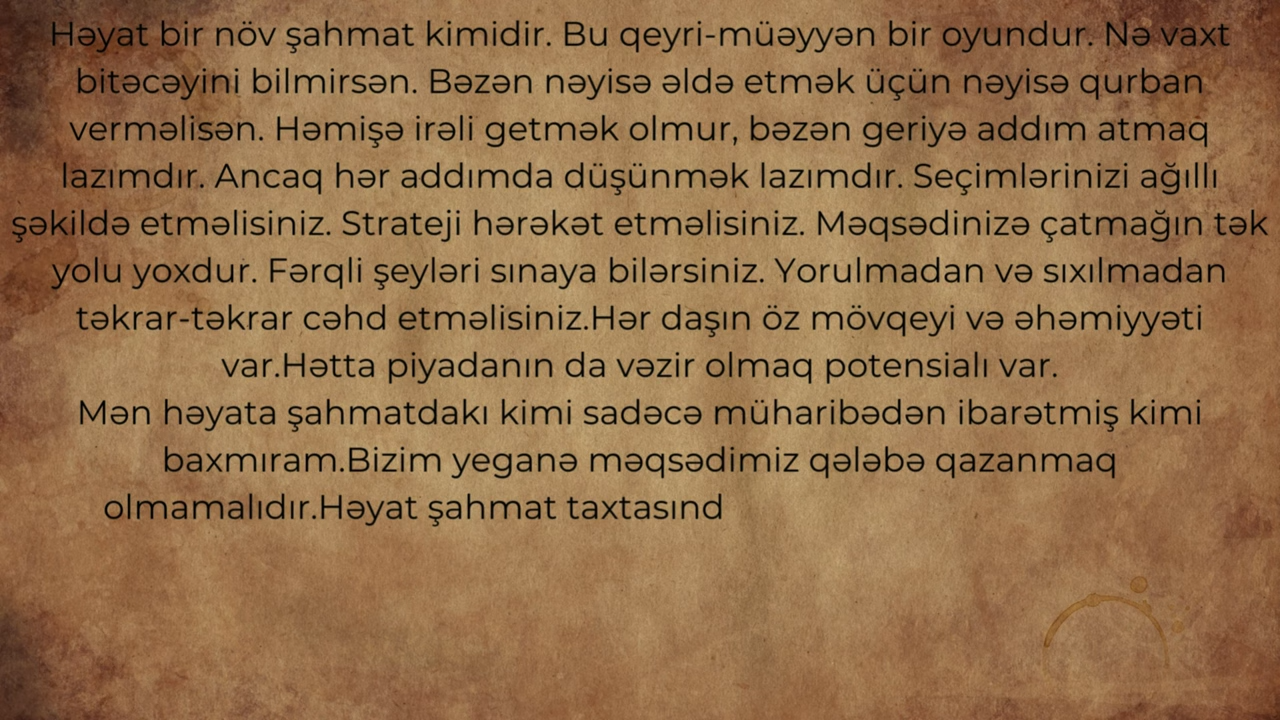 Həyat bir növ şahmat kimidir. Bu qeyri-müəyyən bir oyundur. Nə vaxt
bitəcəyini bilmirsən. Bəzən nəyisə əldə etmək üçün nəyisə qurban
verməlisən. Həmişə irəli getmək olmur, bəzən geriyə addım atmaq
lazımdır. Ancaq hər addımda düşünmək lazımdır. Seçimlərinizi ağıllı
şəkildə etməlisiniz. Strateji hərəkət etməlisiniz. Məqsədinizə çatmağın tək
yolu yoxdur. Fərqli şeyləri sınaya bilərsiniz. Yorulmadan və sıxılmadan
təkrar-təkrar cəhd etməlisiniz.Hər daşın öz mövqeyi və əhəmiyyəti
var.Hətta piyadanın da vəzir olmaq potensialı var.
Mən həyata şahmatdakı kimi sadəcə müharibədən ibarətmiş kimi
baxmıram.Bizim yeganə məqsədimiz qələbə qazanmaq
olmamalıdır.Həyat şahmat taxtasınd